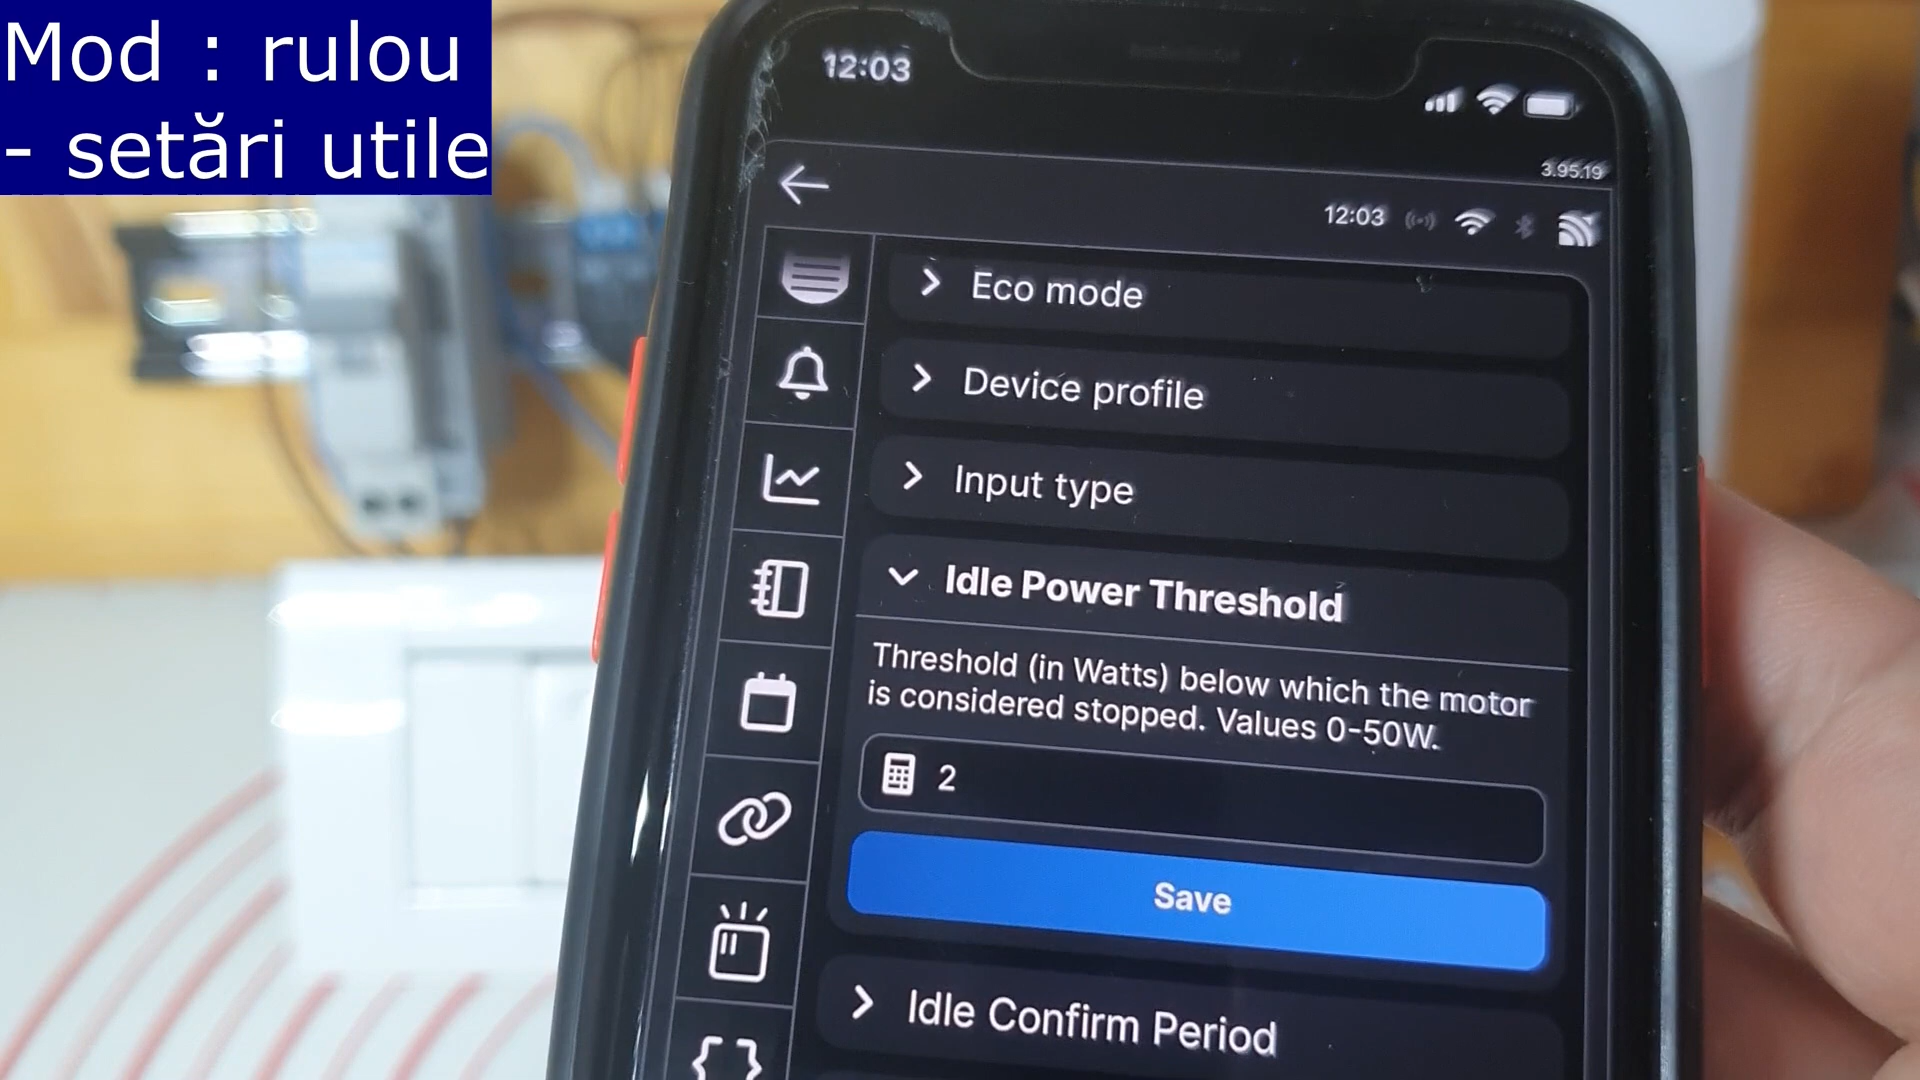 Mod : rulou
- setări utile
12:03
3.95.19
12:03
Eco mode
Device profile
Input type
Idle Power Threshold
Threshold (in Watts) below which the motor
is considered stopped. Values 0-50W.
2
Save
Idle Confirm Period